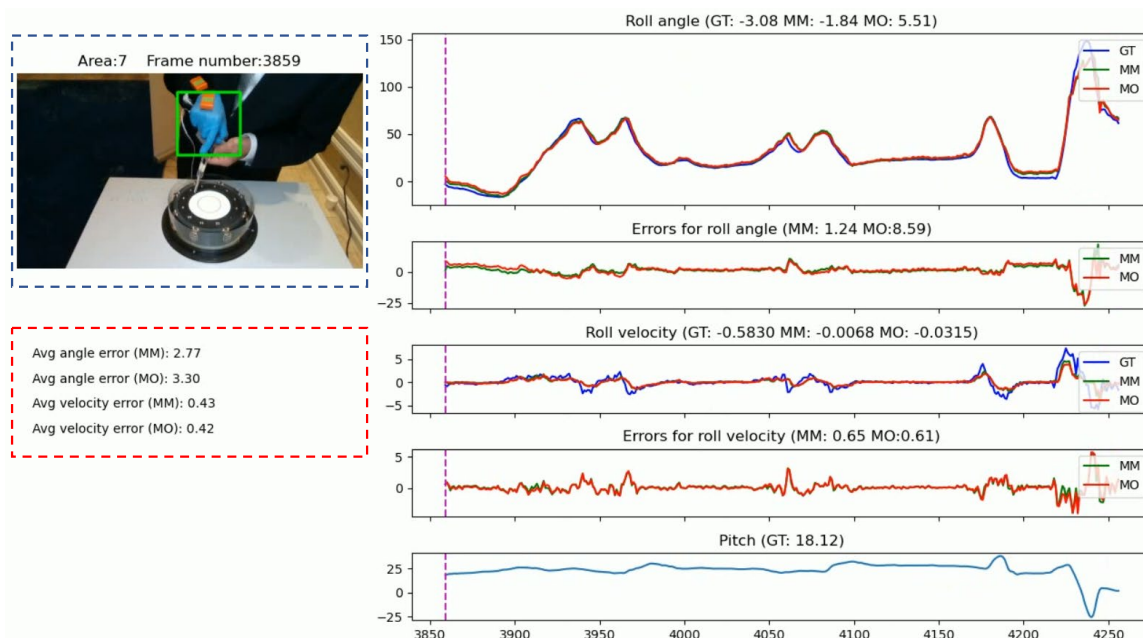 Area:7 Frame number:3859
Avg angle error (MM): 2.77
Avg angle error (MO): 3.30
Avg velocity error (MM): 0.43
Avg velocity error (MO): 0.42
Roll angle (GT: -3.08 MM: -1.84 MO: 5.51)
150
100
50
0
GT
MM
MO
Errors for roll angle (MM: 1.24 MO:8.59)
0
−25
MM
MO
Roll velocity (GT: -0.5830 MM: -0.0068 MO: -0.0315)
5
0
−5
GT
MM
MO
Errors for roll velocity (MM: 0.65 MO:0.61)
5
0
MM
MO
Pitch (GT: 18.12)
25
0
−25
3850 3900 3950 4000 4050 4100 4150 4200 4250